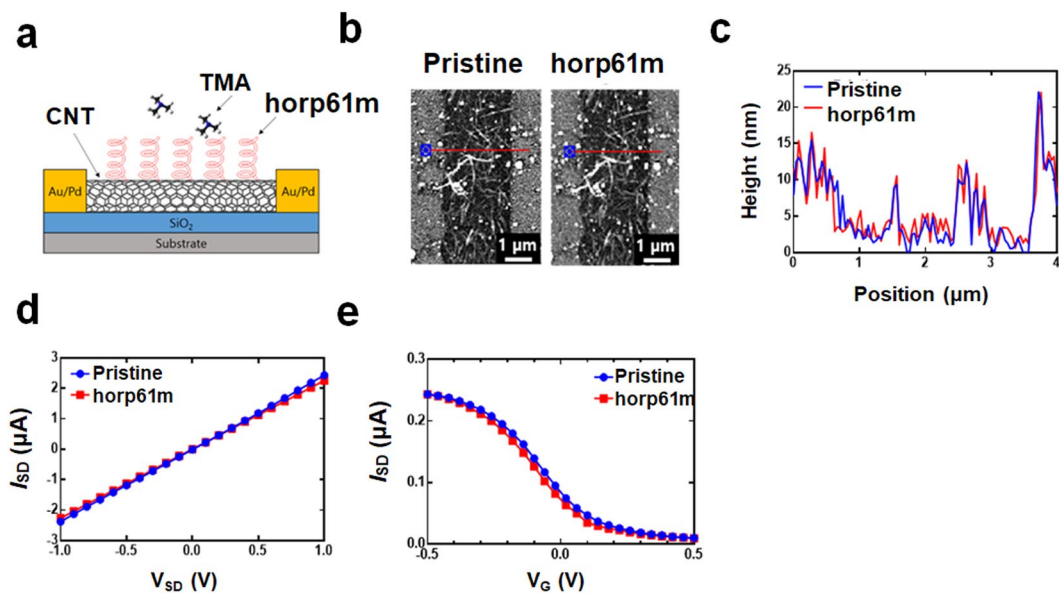 a
TMA
CNT
horp61m
Au/Pd
Au/Pd
SiO2
Substrate
b
Pristine
horp61m
1 μm
1 μm
c
25
20
15
10
5
0
Height (nm)
Pristine
horp61m
0
1
2
3
4
Position (μm)
d
3
2
1
0
-1
-2
-3
ISD (μA)
Pristine
horp61m
-1.0
-0.5
0.0
0.5
1.0
VSD (V)
e
0.3
0.2
0.1
0.0
ISD (μA)
Pristine
horp61m
-0.5
0.0
0.5
VG (V)